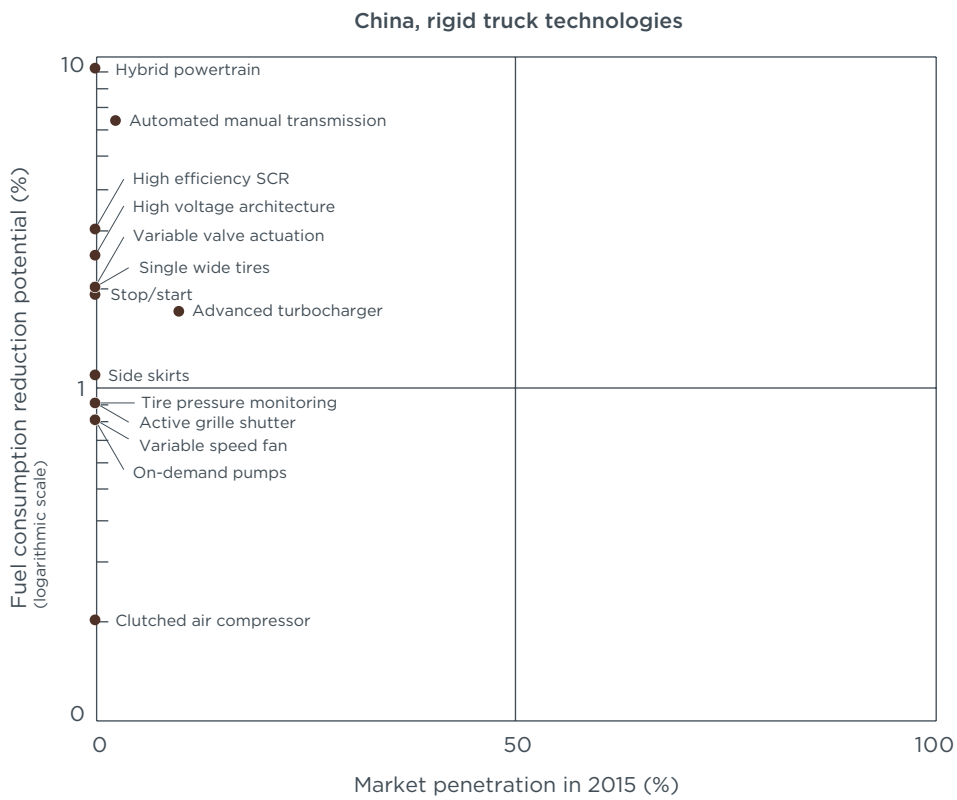 China, rigid truck technologies
10
Hybrid powertrain
Automated manual transmission
High efficiency SCR
High voltage architecture
Variable valve actuation
Single wide tires
Stop/start
Advanced turbocharger
Side skirts
1
Tire pressure monitoring
Active grille shutter
Variable speed fan
On-demand pumps
Clutched air compressor
0
Fuel consumption reduction potential (%)
(logarithmic scale)
0
50
100
Market penetration in 2015 (%)